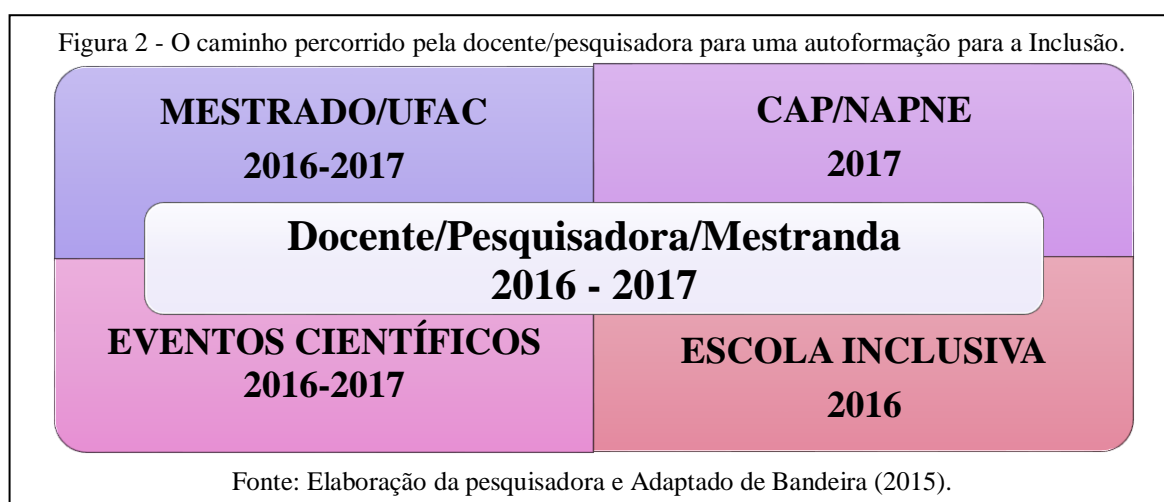 Figura 2 - O caminho percorrido pela docente/pesquisadora para uma autoformação para a Inclusão.
MESTRADO/UFAC
2016-2017
CAP/NAPNE
2017
Docente/Pesquisadora/Mestranda
2016 - 2017
EVENTOS CIENTÍFICOS
2016-2017
ESCOLA INCLUSIVA
2016
Fonte: Elaboração da pesquisadora e Adaptado de Bandeira (2015).